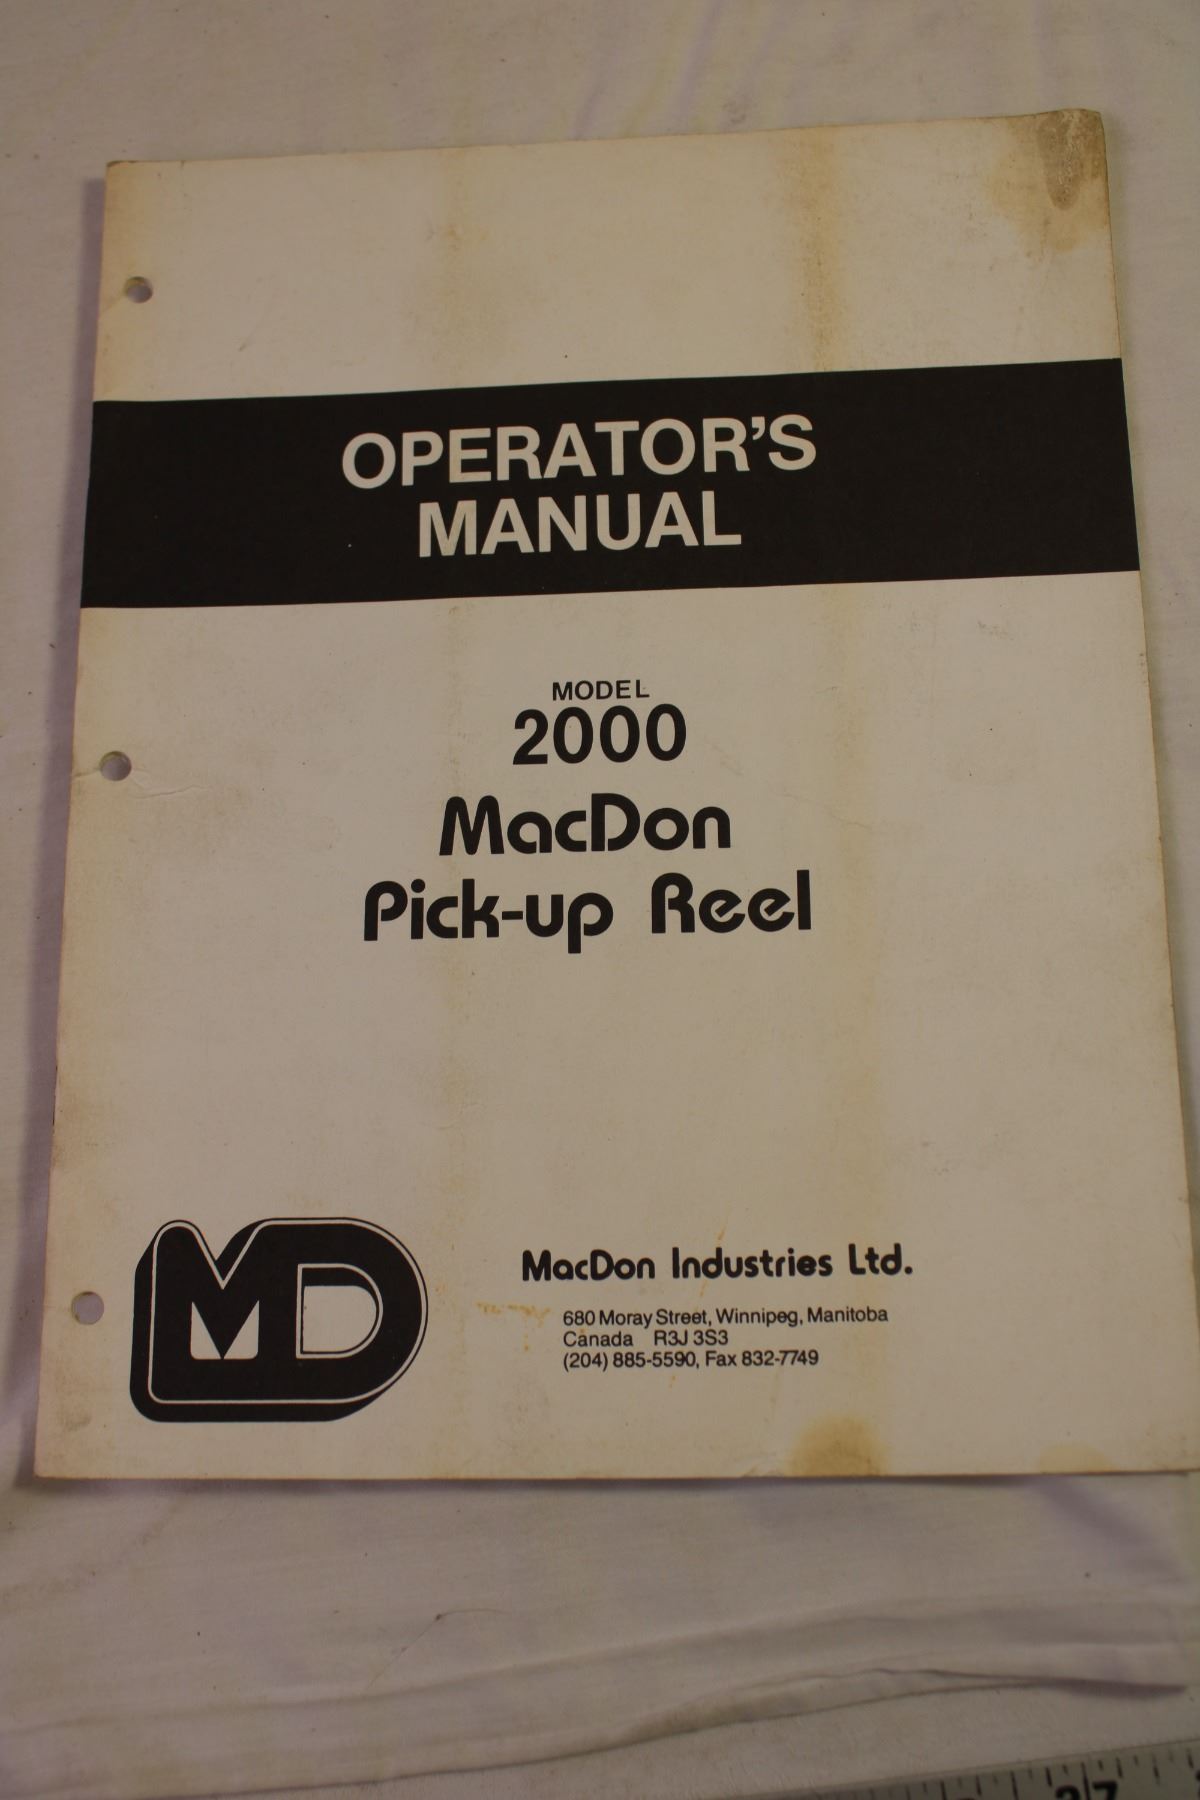 OPERATOR'S
MANUAL
MODEL
2000
MacDon
Pick-up Reel
MD
MacDon Industries Ltd.
680 Moray Street, Winnipeg, Manitoba
Canada R3J 3S3
(204) 885-5590, Fax 832-7749
37